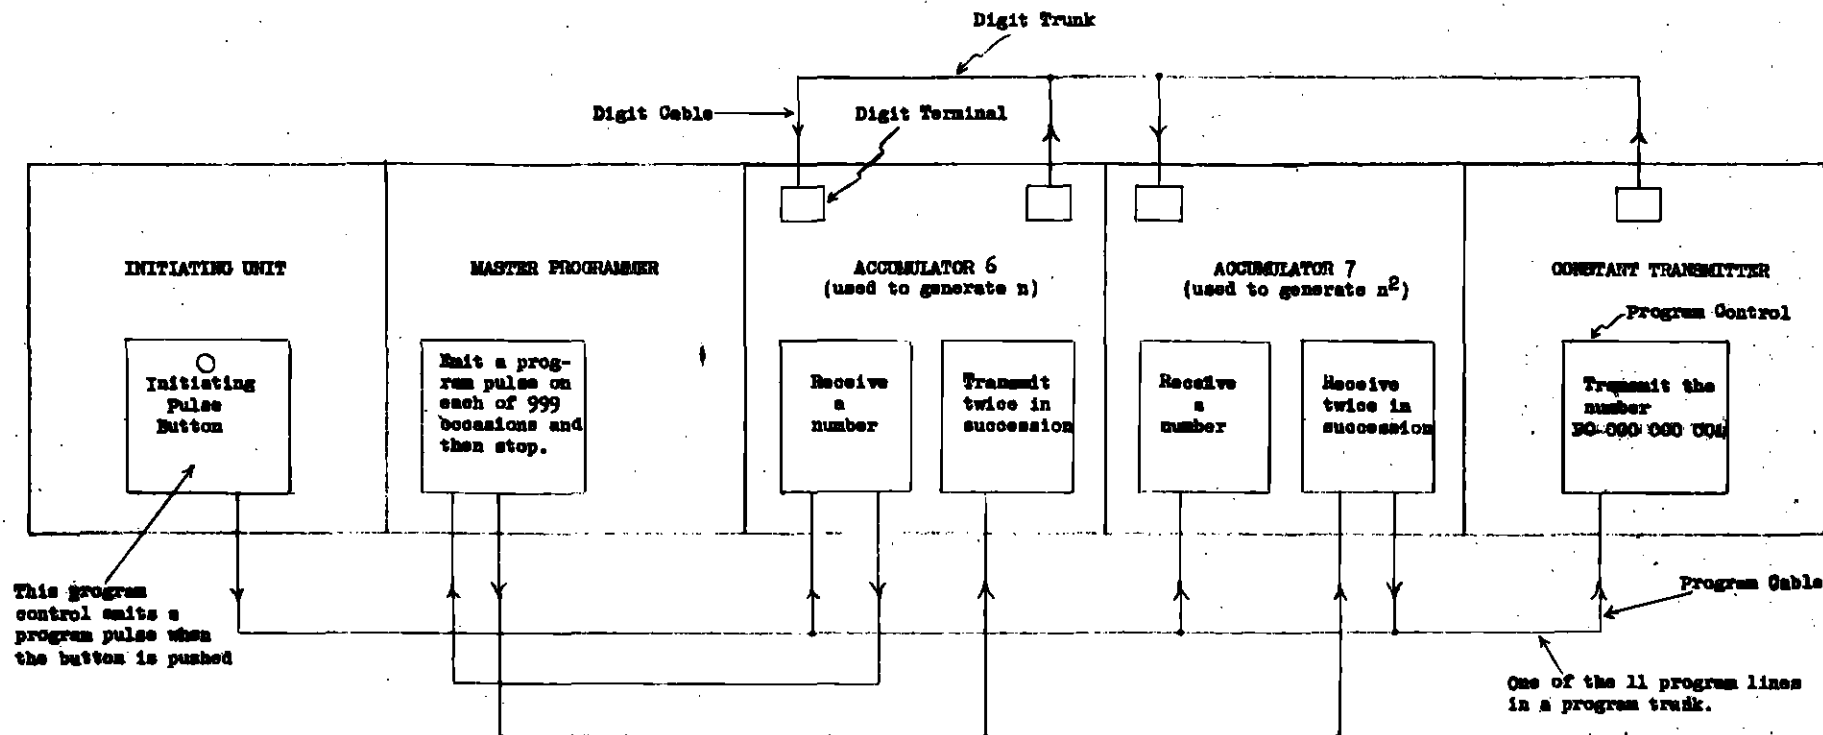 Digit Trunk
Digit Cable
Digit Terminal
INITIATING UNIT
MASTER PROGRAMMER
ACCUMULATOR 6
(used to generate n)
ACCUMULATOR 7
(used to generate n²)
CONSTANT TRANSMITTER
Program Control
Initiating
Pulse
Button
Emit a prog-
ram pulse on
each of 999
occasions and
then stop.
Receive
a
number
Transmit
twice in
succession
Receive
a
number
Receive
twice in
succession
Transmit the
number
000 000
This program
control emits a
program pulse when
the button is pushed
Program Cable
One of the 11 program lines
in a program trunk.